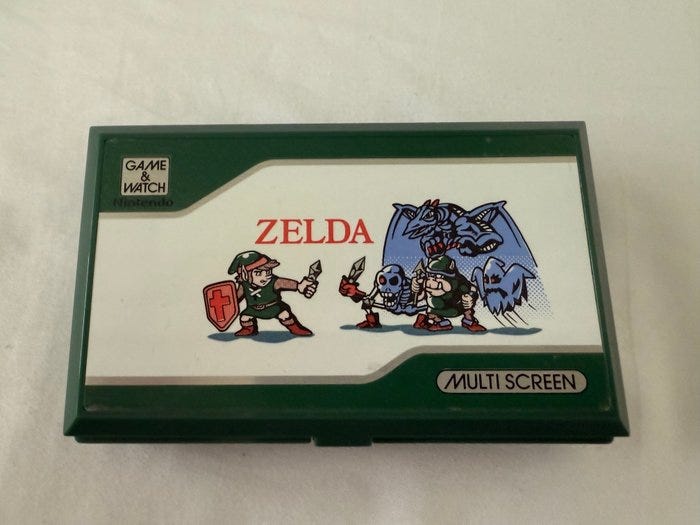 GAME
&
WATCH
Nintendo
ZELDA
MULTI SCREEN